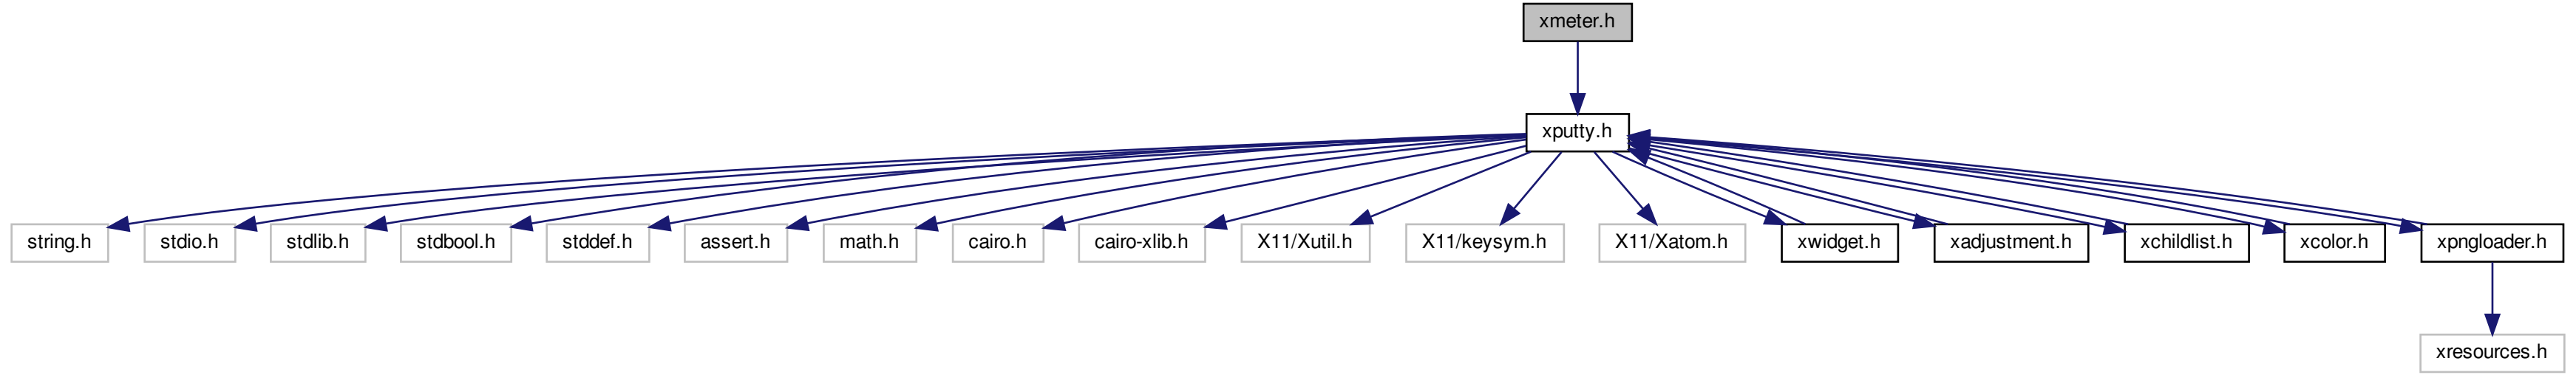 xmeter.h
xputty.h
string.h
stdio.h
stdlib.h
stdbool.h
stddef.h
assert.h
math.h
cairo.h
cairo-xlib.h
X11/Xutil.h
X11/keysym.h
X11/Xatom.h
xwidget.h
xadjustment.h
xchildlist.h
xcolor.h
xpngloader.h
xresources.h